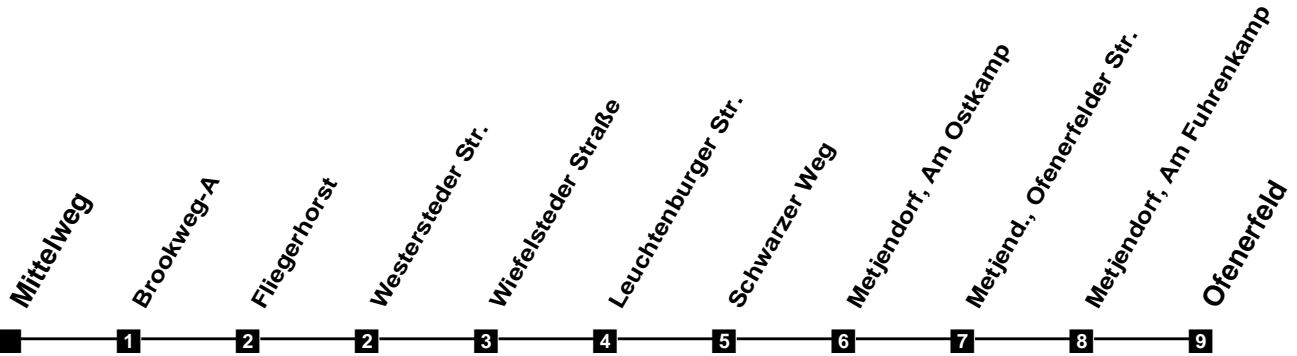 Mittelweg
Brookweg-A
Fliegerhorst
Westersteder Str.
Wiefelsteder Straße
Leuchtenburger Str.
Schwarzer Weg
Metjendorf, Am Ostkamp
Metjend., Ofenerfelder Str.
Metjendorf, Am Fuhrenkamp
Ofenerfeld
1 2 2 3 4 5 6 7 8 9